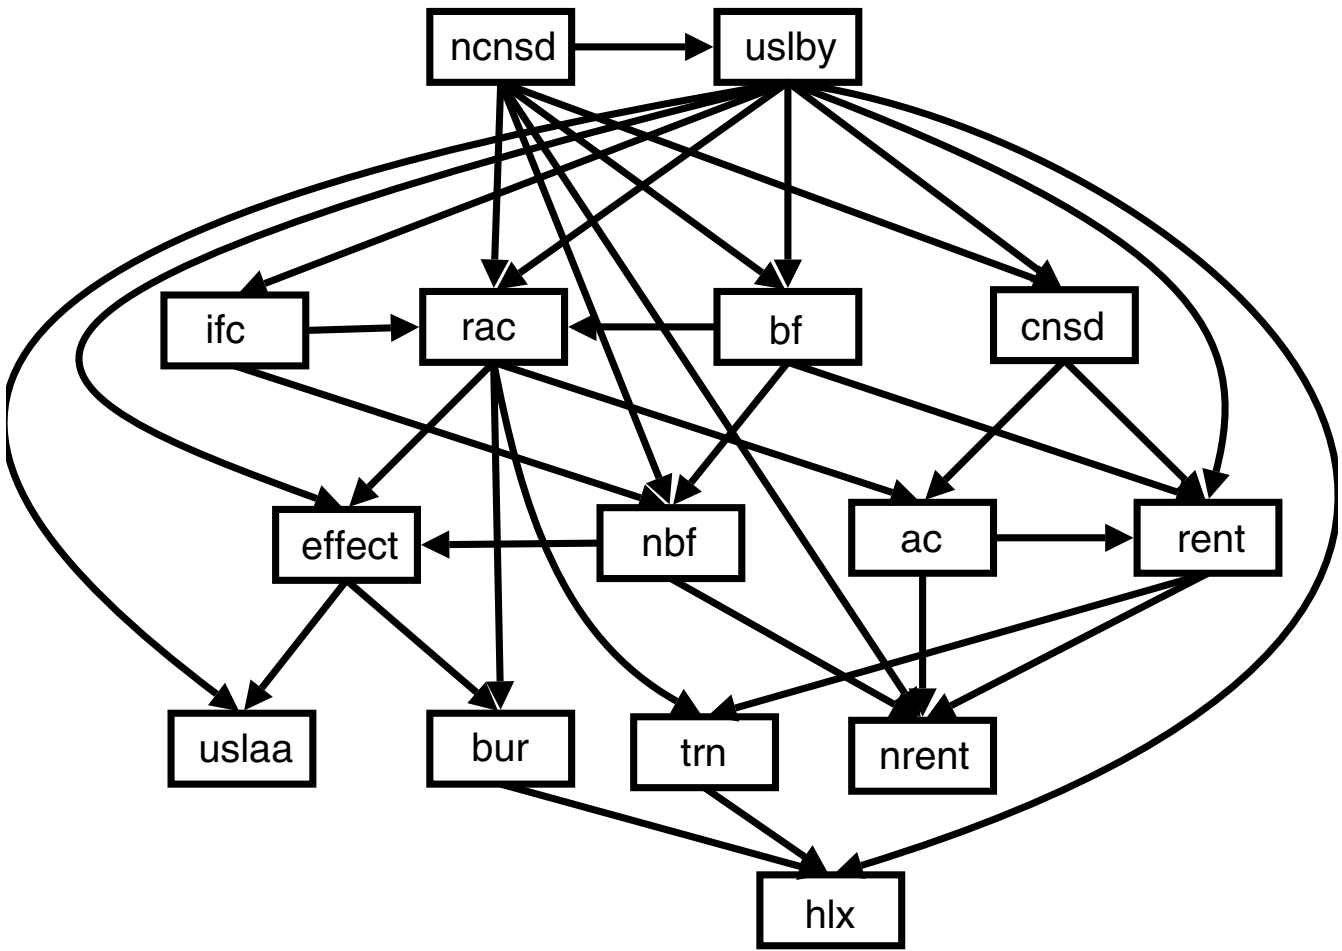 ncnsd uslby
ifc rac bf cnsd
effect nbf ac rent
uslaa bur trn nrent
hlx